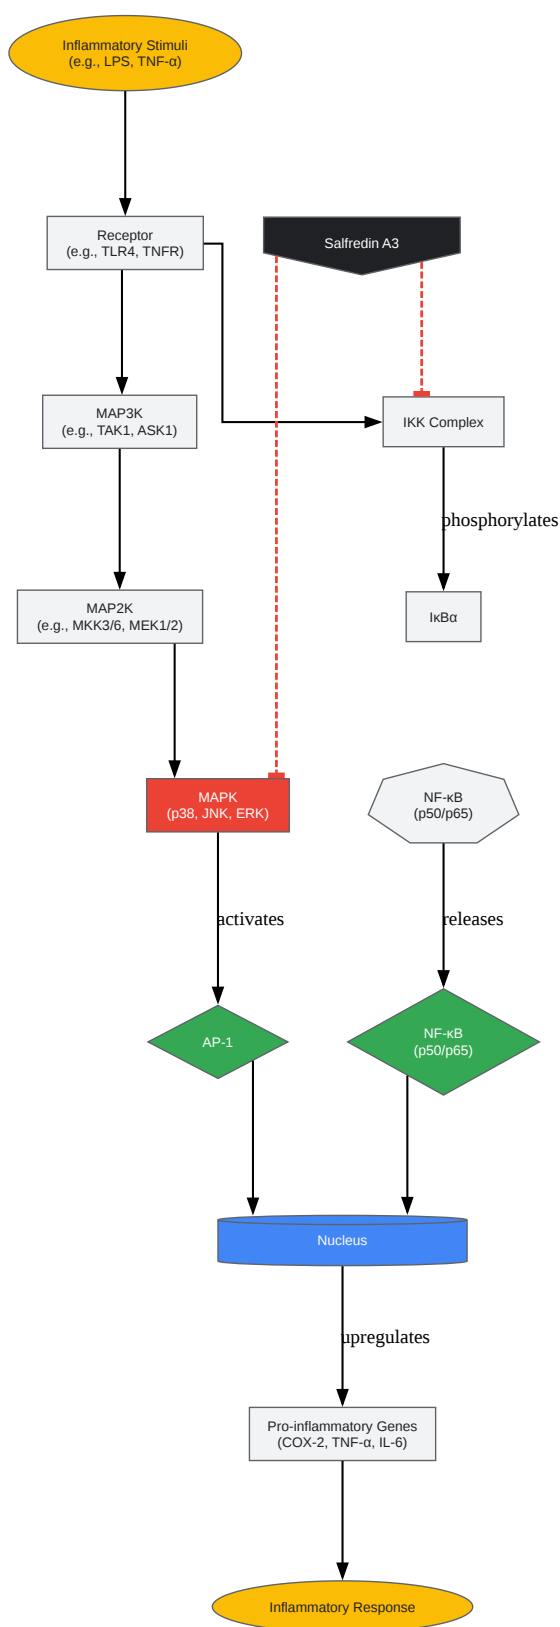 Inflammatory Stimuli
(e.g., LPS, TNF-α)
Receptor
(e.g., TLR4, TNFR)
Salfredin A3
MAP3K
(e.g., TAK1, ASK1)
IKK Complex
phosphorylates
MAP2K
(e.g., MKK3/6, MEK1/2)
IκBα
MAPK
(p38, JNK, ERK)
NF-κB
(p50/p65)
activates
releases
AP-1
NF-κB
(p50/p65)
Nucleus
upregulates
Pro-inflammatory Genes
(COX-2, TNF-α, IL-6)
Inflammatory Response